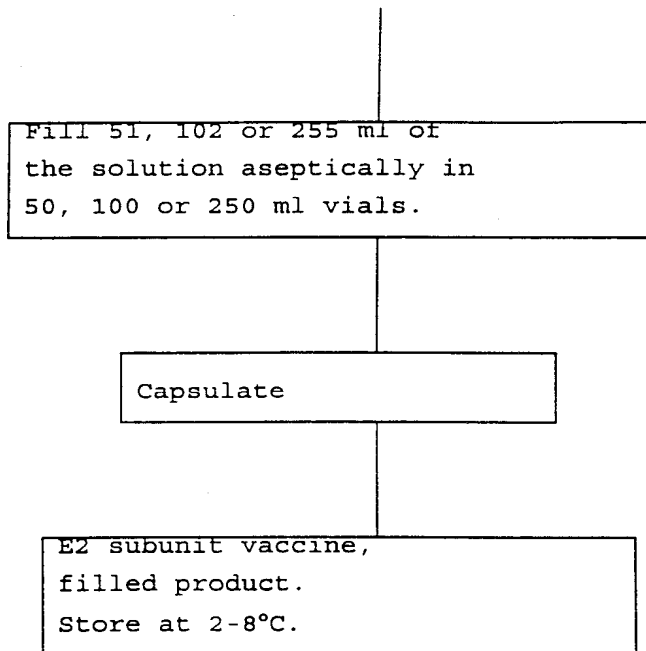 Fill 51, 102 or 255 ml of
the solution aseptically in
50, 100 or 250 ml vials.
Capsulate
E2 subunit vaccine,
filled product.
Store at 2-8°C.